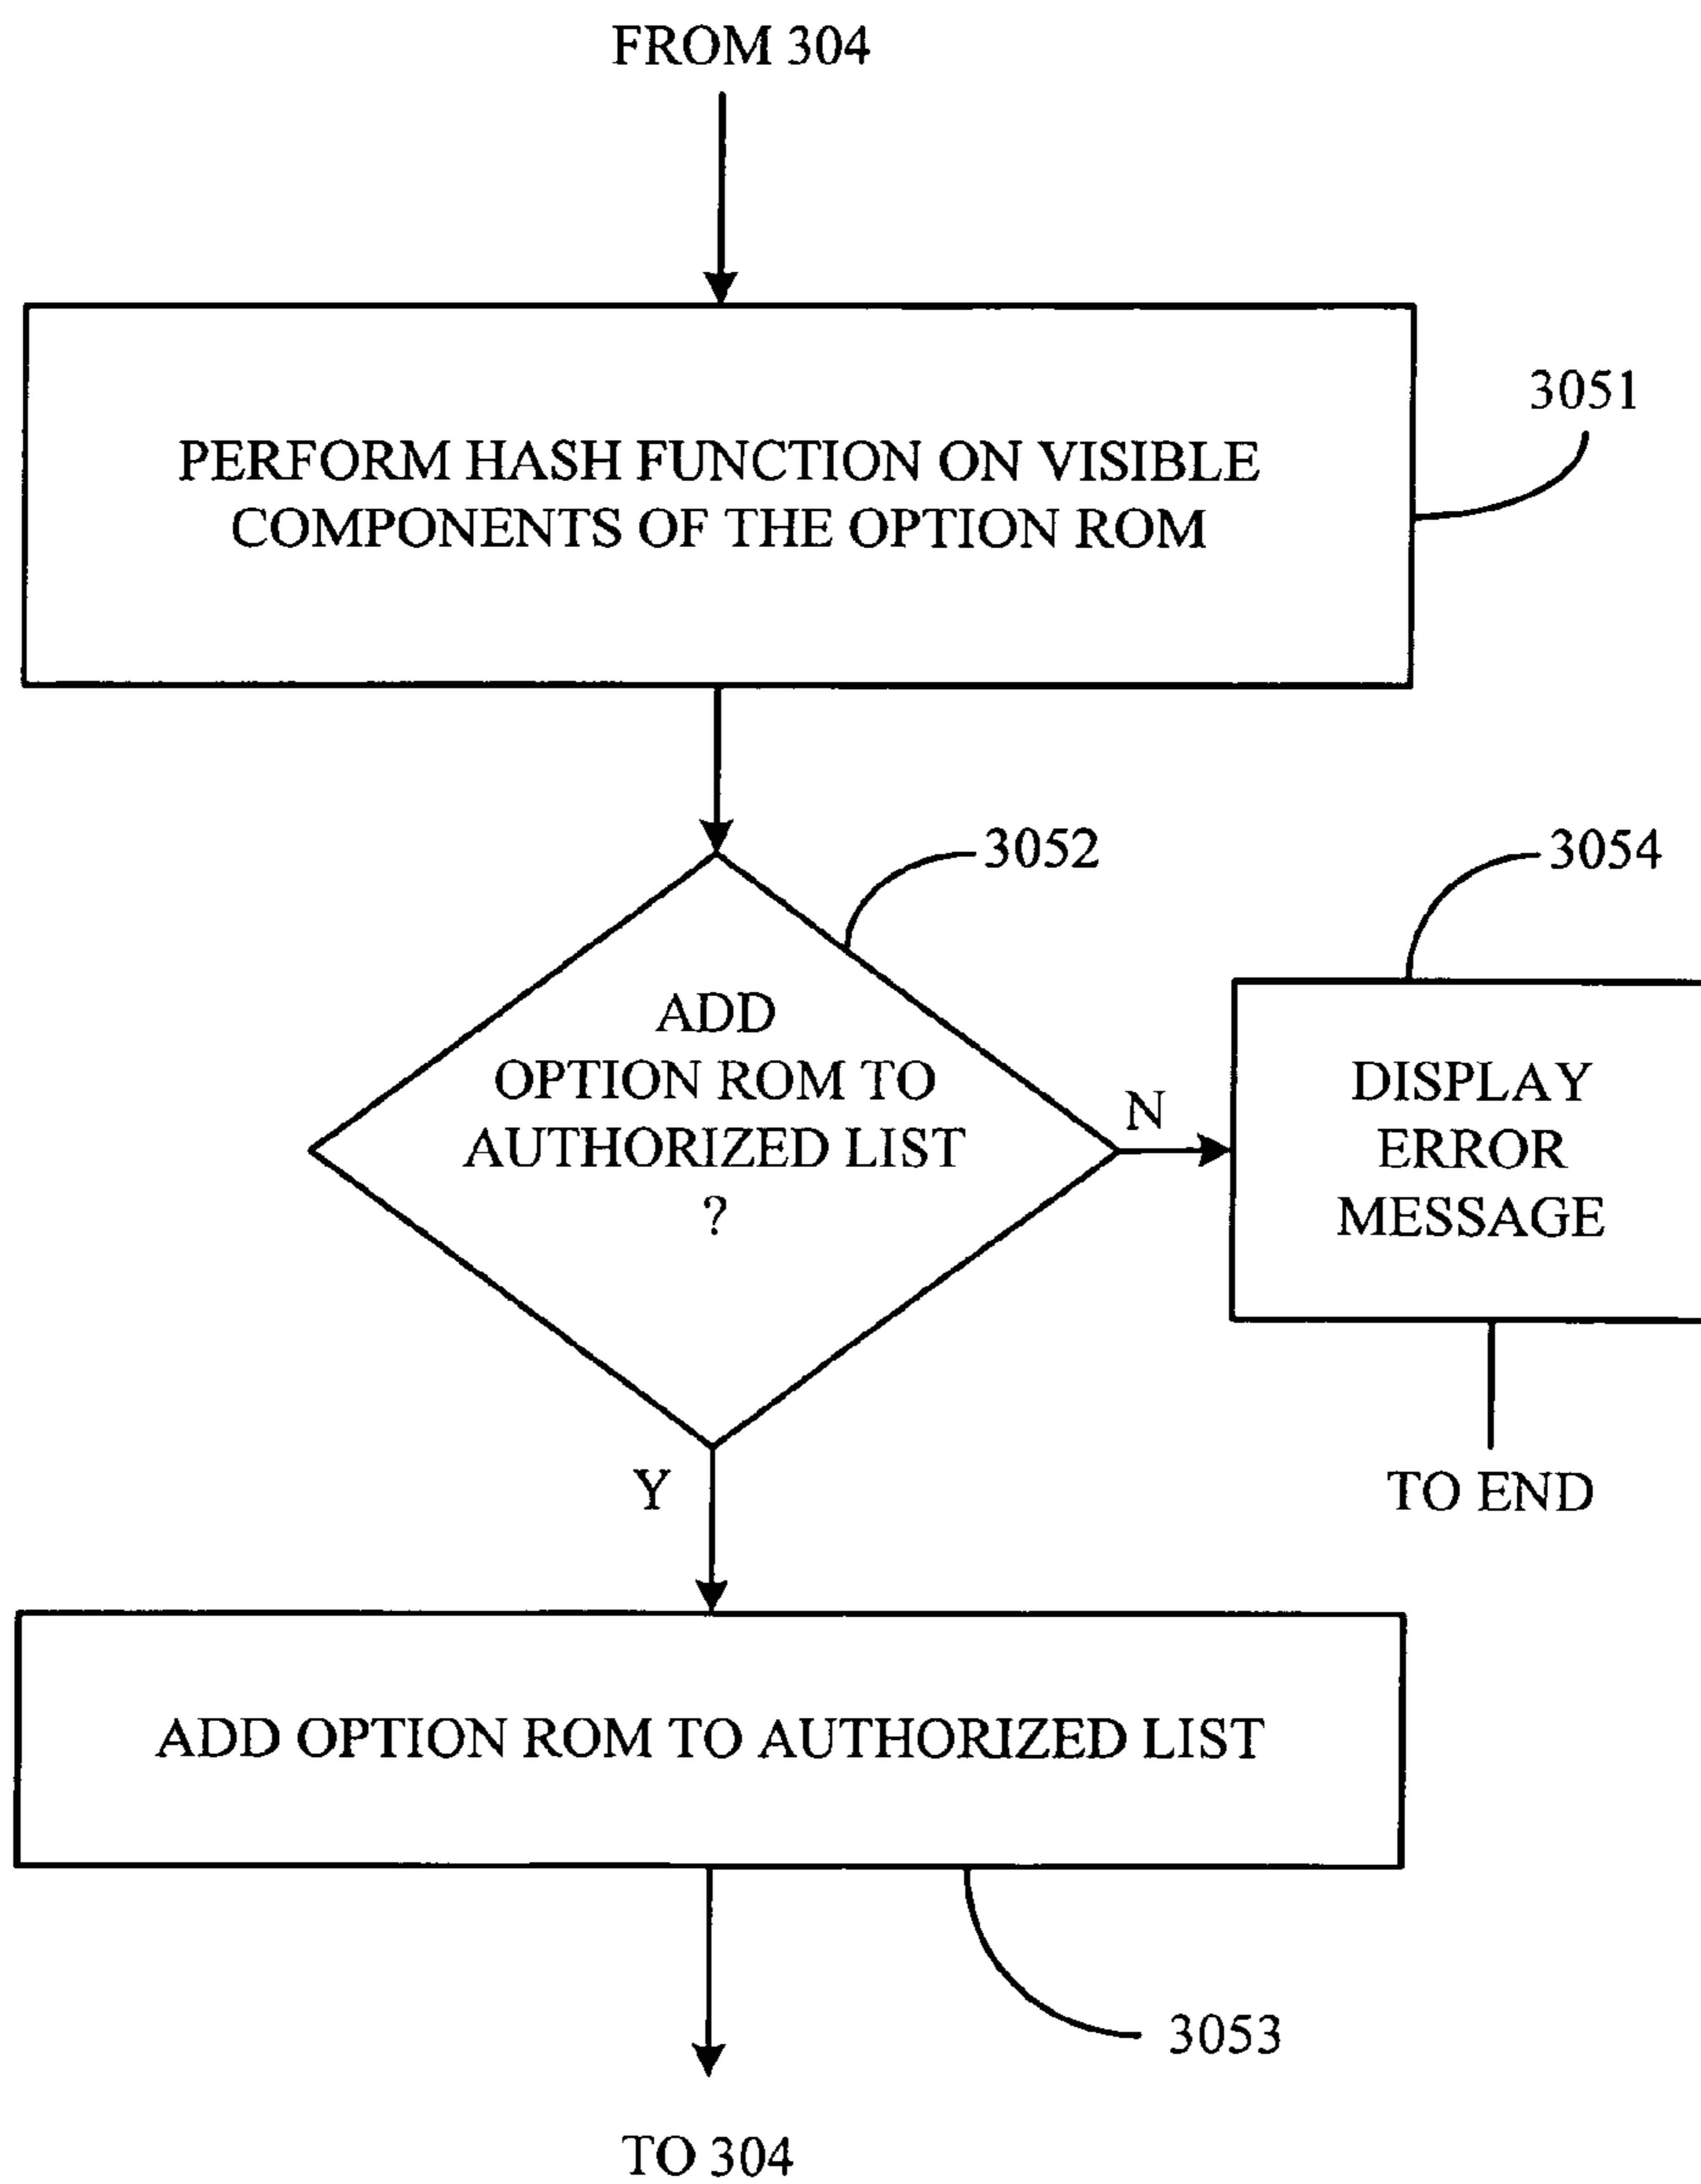 FROM 304
3051
PERFORM HASH FUNCTION ON VISIBLE
COMPONENTS OF THE OPTION ROM
3052
3054
ADD
OPTION ROM TO
AUTHORIZED LIST
?
N
DISPLAY
ERROR
MESSAGE
Y
TO END
ADD OPTION ROM TO AUTHORIZED LIST
3053
TO 304